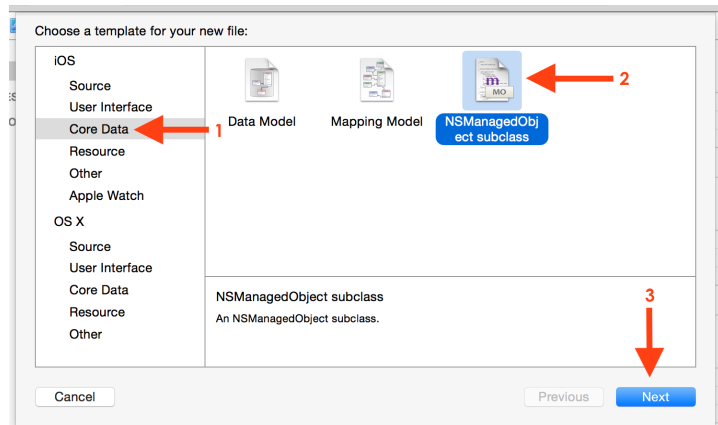 Choose a template for your new file:
iOS
Source
User Interface
Core Data
Resource
Other
Apple Watch
OS X
Source
User Interface
Core Data
Resource
Other
1
Data Model
Mapping Model
m
MO
NSManagedObj
ect subclass
2
NSManagedObject subclass
An NSManagedObject subclass.
3
Cancel
Previous
Next